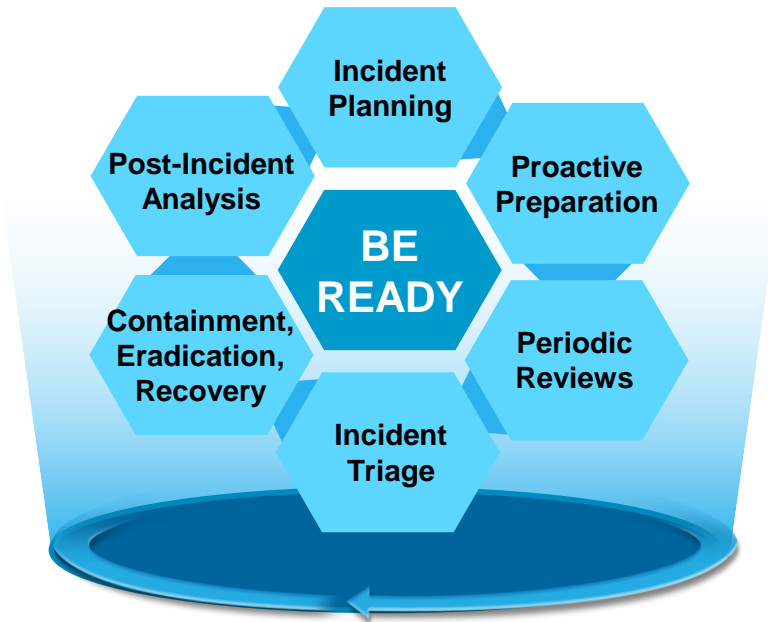 Incident
Planning
Proactive
Preparation
Periodic
Reviews
Incident
Triage
Containment,
Eradication,
Recovery
Post-Incident
Analysis
BE
READY